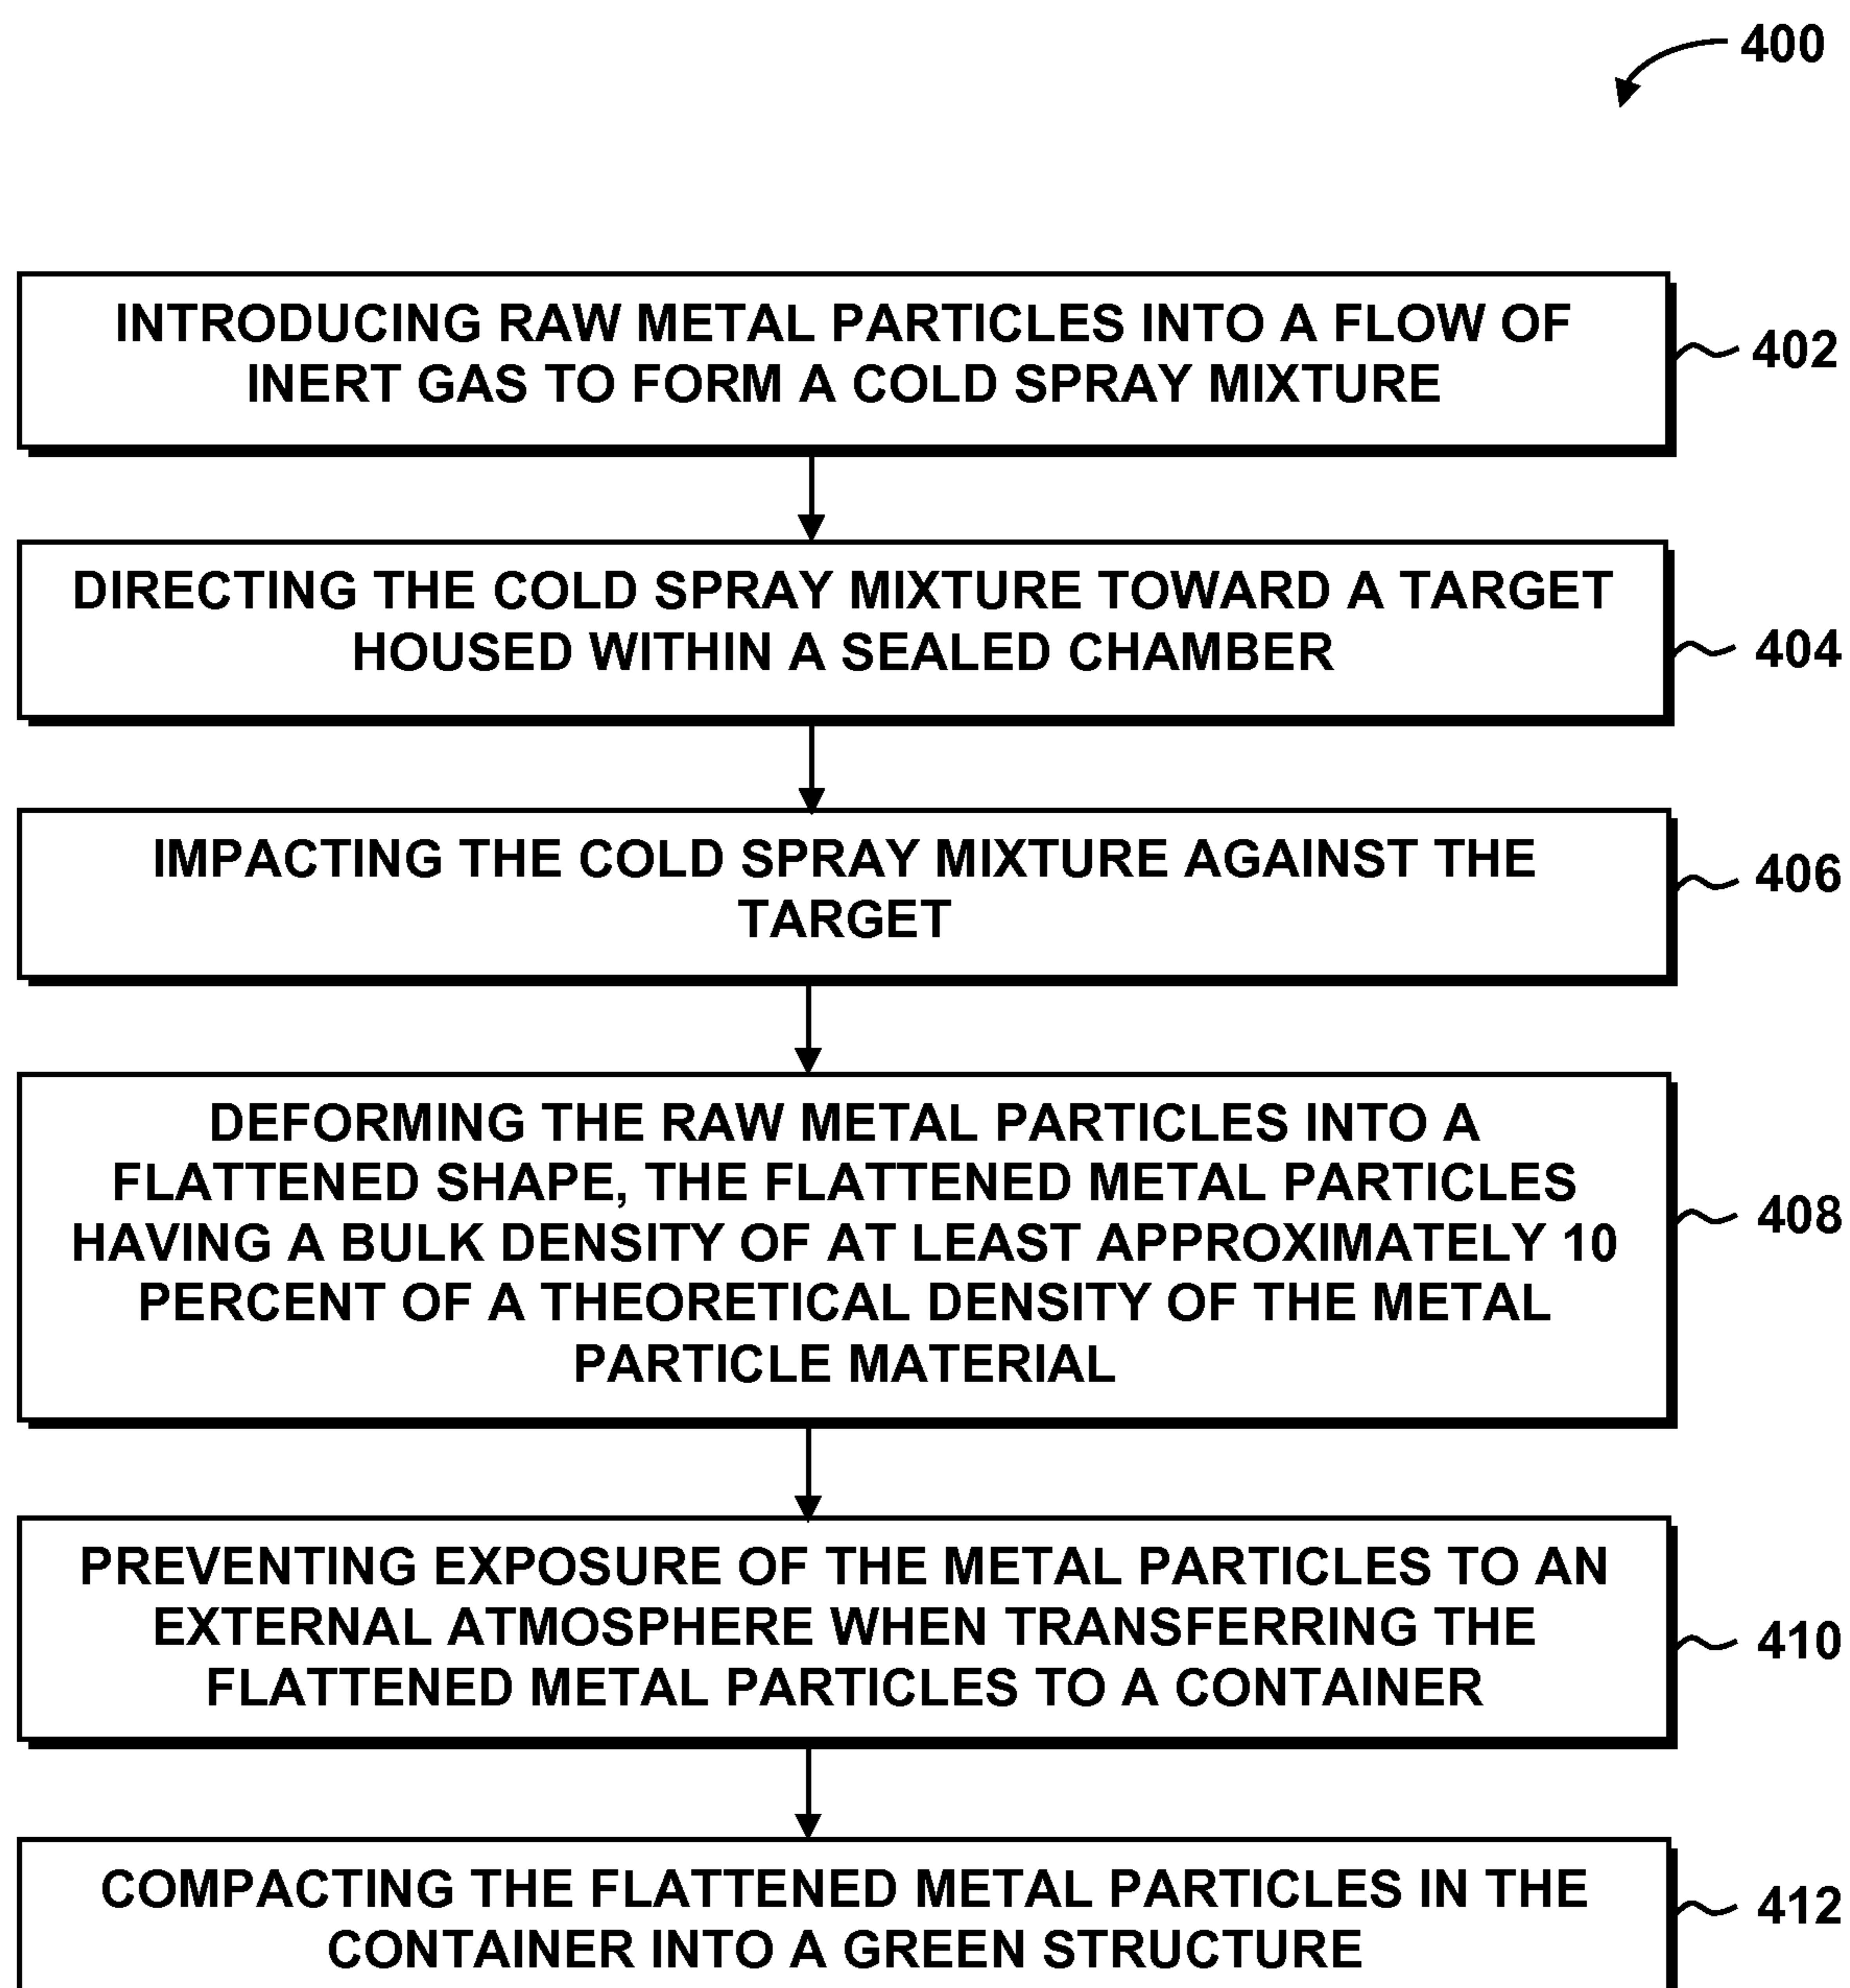 400
INTRODUCING RAW METAL PARTICLES INTO A FLOW OF
INERT GAS TO FORM A COLD SPRAY MIXTURE
402
DIRECTING THE COLD SPRAY MIXTURE TOWARD A TARGET
HOUSED WITHIN A SEALED CHAMBER
404
IMPACTING THE COLD SPRAY MIXTURE AGAINST THE
TARGET
406
DEFORMING THE RAW METAL PARTICLES INTO A
FLATTENED SHAPE, THE FLATTENED METAL PARTICLES
HAVING A BULK DENSITY OF AT LEAST APPROXIMATELY 10
PERCENT OF A THEORETICAL DENSITY OF THE METAL
PARTICLE MATERIAL
408
PREVENTING EXPOSURE OF THE METAL PARTICLES TO AN
EXTERNAL ATMOSPHERE WHEN TRANSFERRING THE
FLATTENED METAL PARTICLES TO A CONTAINER
410
COMPACTING THE FLATTENED METAL PARTICLES IN THE
CONTAINER INTO A GREEN STRUCTURE
412